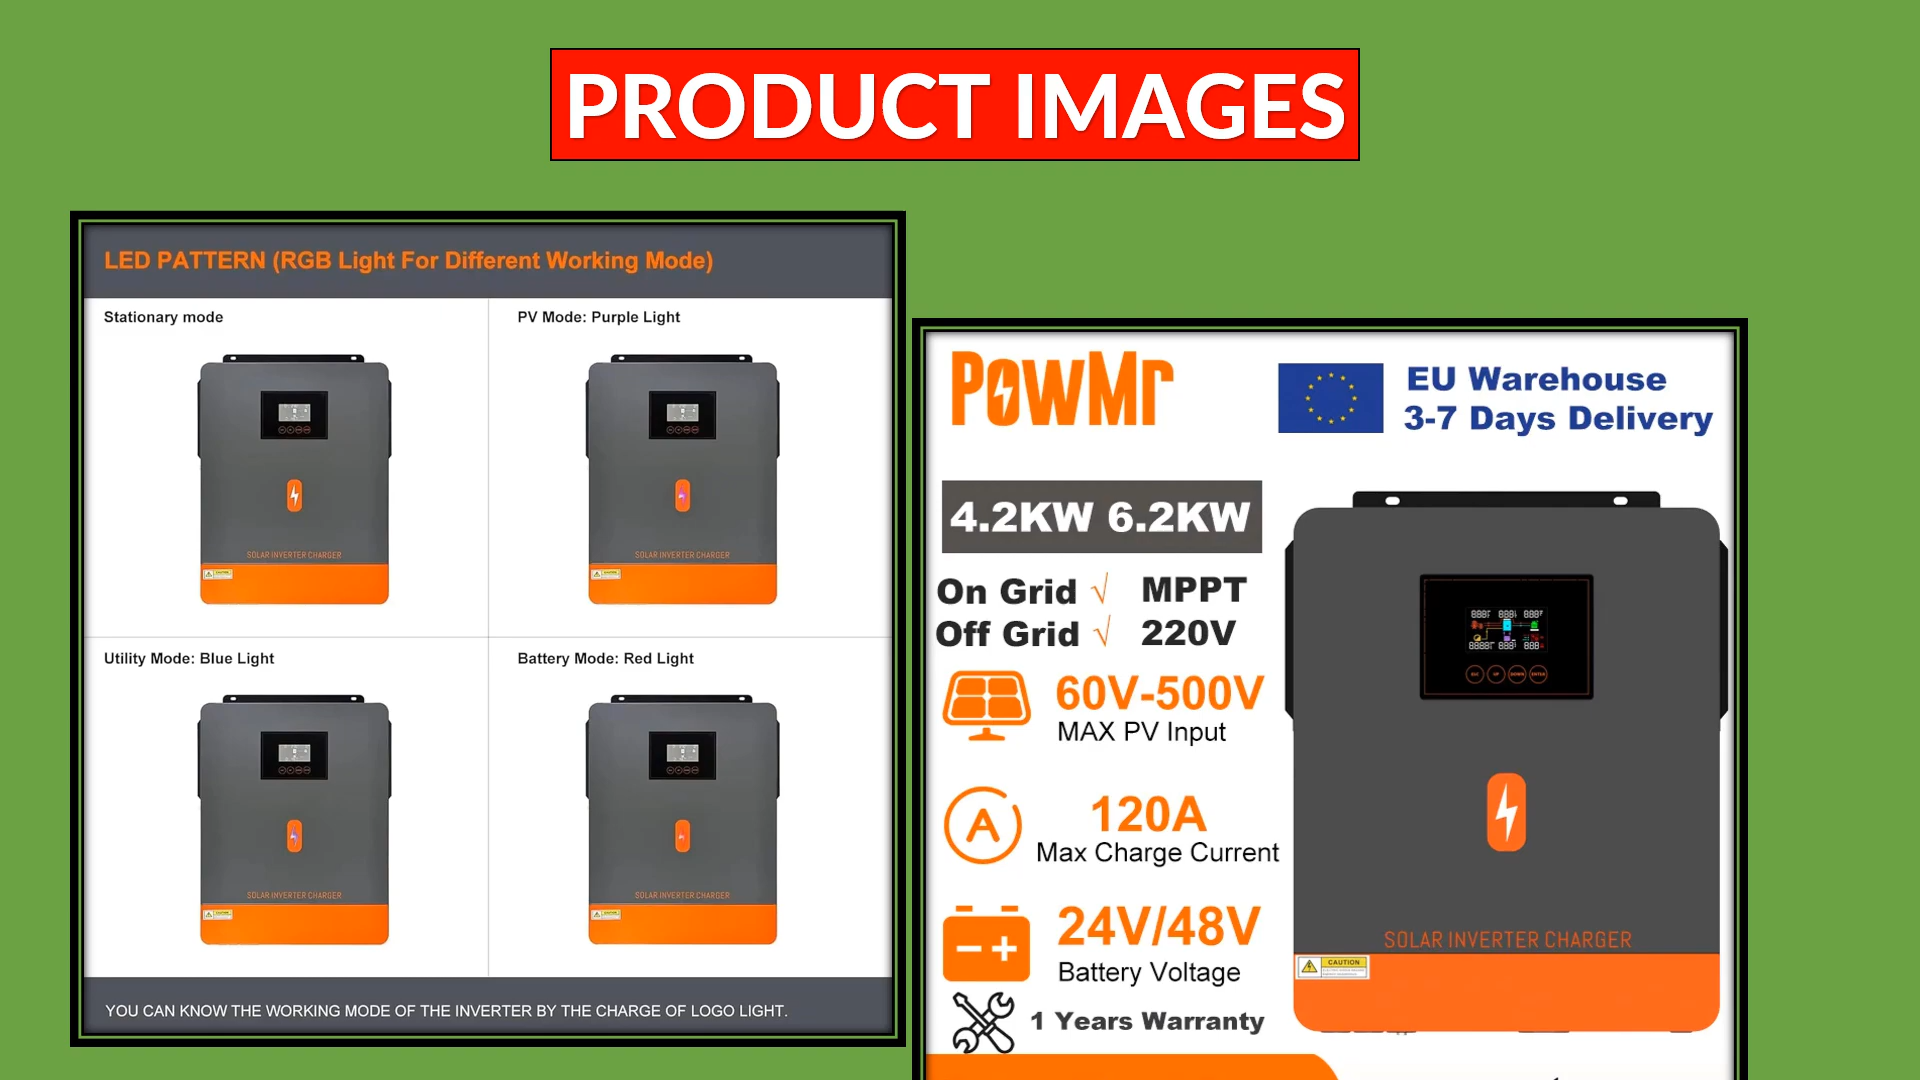 PRODUCT IMAGES
LED PATTERN (RGB Light For Different Working Mode)
Stationary mode
PV Mode: Purple Light
SOLAR INVERTER CHARGER
SOLAR INVERTER CHARGER
Utility Mode: Blue Light
Battery Mode: Red Light
SOLAR INVERTER CHARGER
SOLAR INVERTER CHARGER
YOU CAN KNOW THE WORKING MODE OF THE INVERTER BY THE CHARGE OF LOGO LIGHT.
PowMr
EU Warehouse
3-7 Days Delivery
4.2KW 6.2KW
On Grid √ MPPT
Off Grid √ 220V
60V-500V
MAX PV Input
A
120A
Max Charge Current
24V/48V
Battery Voltage
1 Years Warranty
ESC UP DOWN ENTER
SOLAR INVERTER CHARGER
CAUTION